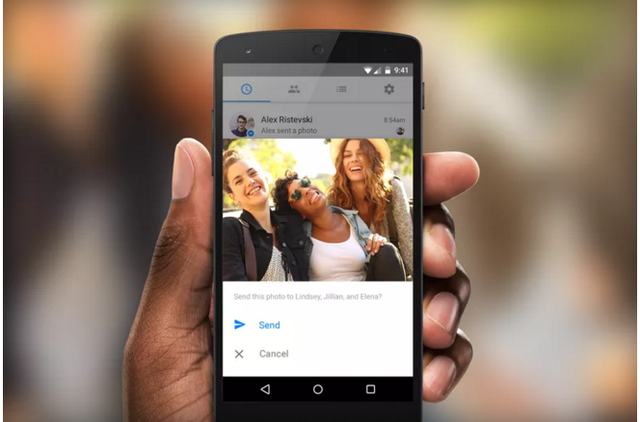 9:41
Alex Ristevski
8:54am
Alex sent a photo
Send this photo to Lindsey, Jillian, and Elena?
Send
Cancel